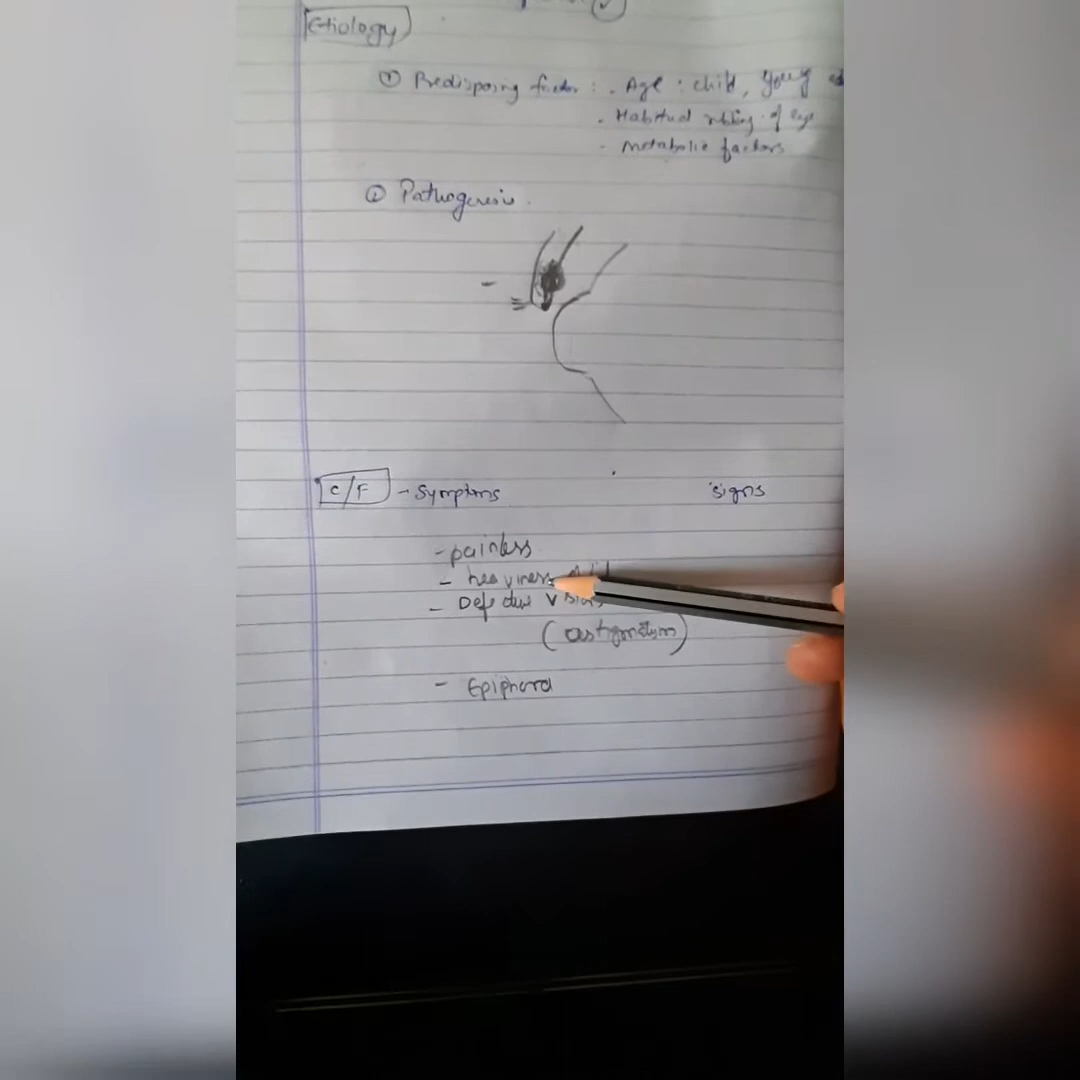 Etiology
① Predisposing factor : . Age : child, young
. Habitual rubbing of eye
- Metabolic factors
② Pathogenesis.
C/F - Symptoms signs
- painless
- heaviness
- Defective vision
(astigmatism)
- Epiphora